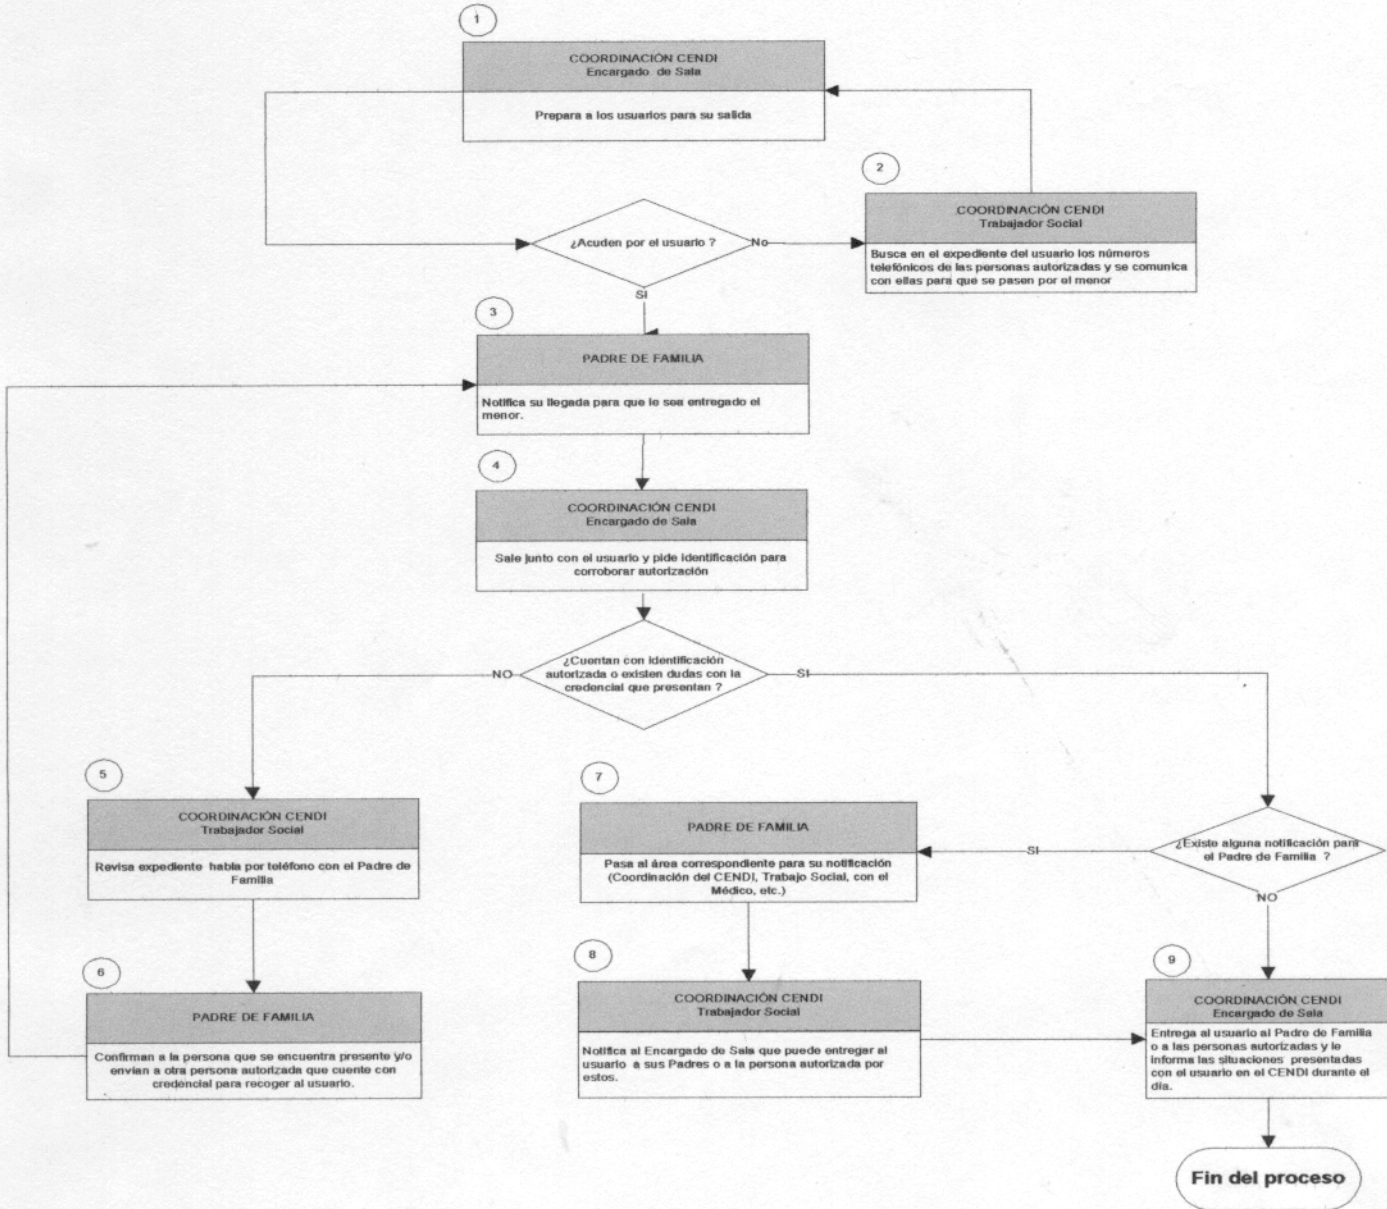 1
COORDINACIÓN CENDI
Encargado de Sala
Prepara a los usuarios para su salida
2
COORDINACIÓN CENDI
Trabajador Social
Busca en el expediente del usuario los números
telefónicos de las personas autorizadas y se comunica
con ellas para que se pasen por el menor
¿Acuden por el usuario ?
No
SI
3
PADRE DE FAMILIA
Notifica su llegada para que le sea entregado el
menor.
4
COORDINACIÓN CENDI
Encargado de Sala
Sale junto con el usuario y pide identificación para
corroborar autorización
¿Cuentan con identificación
autorizada o existen dudas con la
credencial que presentan ?
NO
SI
5
COORDINACIÓN CENDI
Trabajador Social
Revisa expediente habla por teléfono con el Padre de
Familia
6
PADRE DE FAMILIA
Confirman a la persona que se encuentra presente y/o
envían a otra persona autorizada que cuente con
credencial para recoger al usuario.
7
PADRE DE FAMILIA
Pasa al área correspondiente para su notificación
(Coordinación del CENDI, Trabajo Social, con el
Médico, etc.)
¿Existe alguna notificación para
el Padre de Familia ?
SI
NO
8
COORDINACIÓN CENDI
Trabajador Social
Notifica al Encargado de Sala que puede entregar al
usuario a sus Padres o a la persona autorizada por
estos.
9
COORDINACIÓN CENDI
Encargado de Sala
Entrega al usuario al Padre de Familia
o a las personas autorizadas y le
informa las situaciones presentadas
con el usuario en el CENDI durante el
día.
Fin del proceso